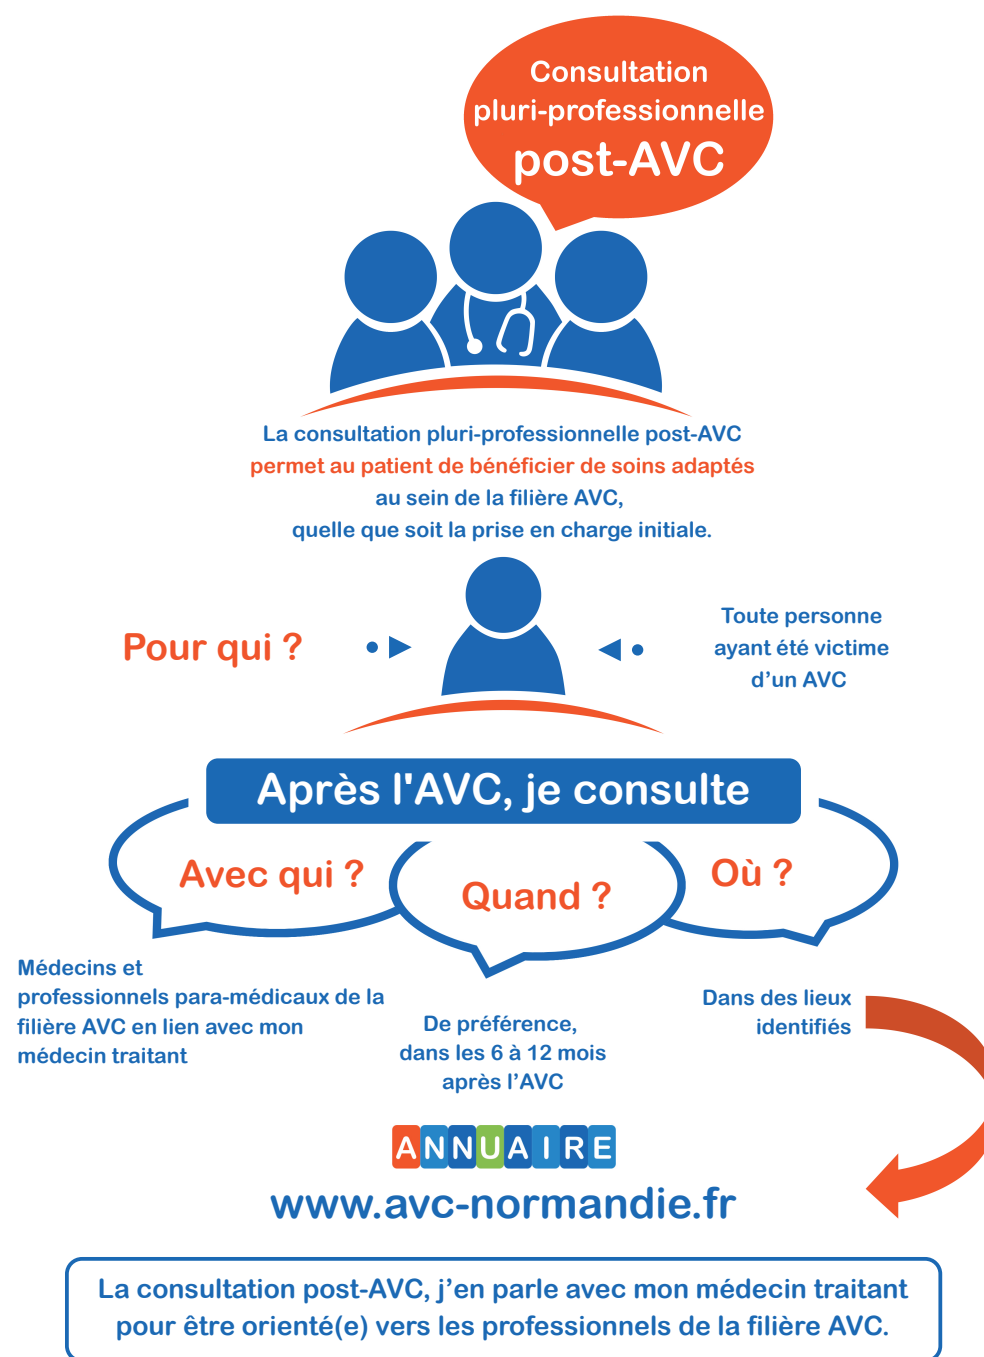 Consultation
pluri-professionnelle
post-AVC
La consultation pluri-professionnelle post-AVC
permet au patient de bénéficier de soins adaptés
au sein de la filière AVC,
quelle que soit la prise en charge initiale.
Pour qui ?
Toute personne
ayant été victime
d’un AVC
Après l'AVC, je consulte
Avec qui ?
Médecins et
professionnels para-médicaux de la
filière AVC en lien avec mon
médecin traitant
Quand ?
De préférence,
dans les 6 à 12 mois
après l’AVC
Où ?
Dans des lieux
identifiés
ANNUAIRE
www.avc-normandie.fr
La consultation post-AVC, j’en parle avec mon médecin traitant
pour être orienté(e) vers les professionnels de la filière AVC.